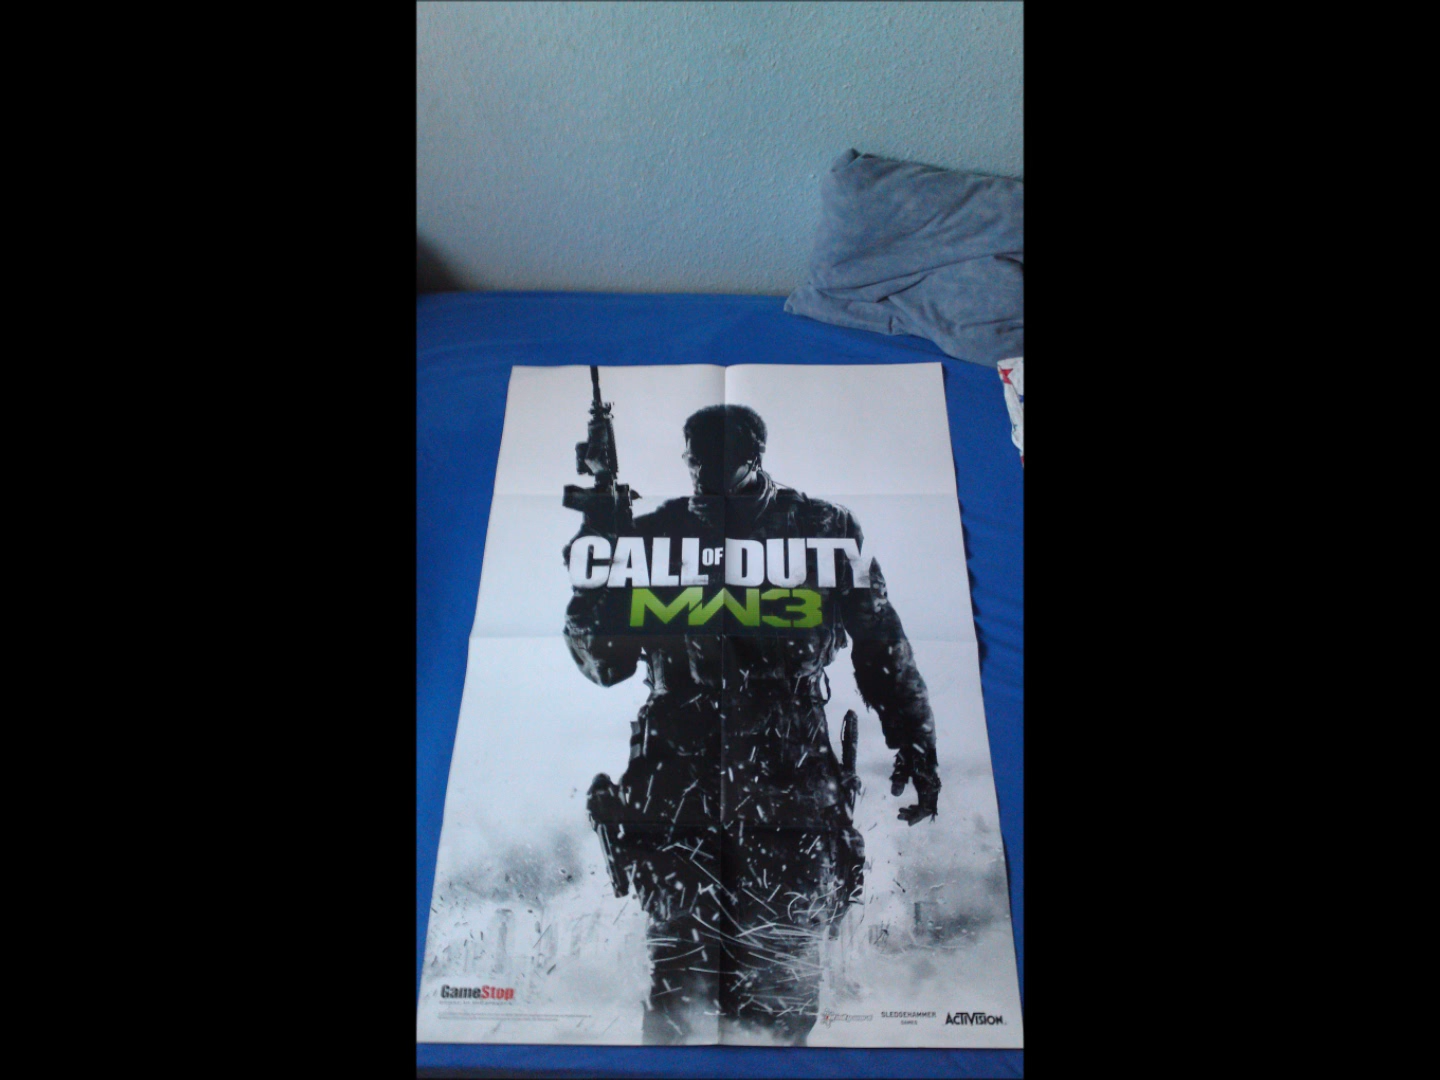 CALL OF DUTY
MW3
GameStop
SLEDGEHAMMER
GAMES
ACTIVISION